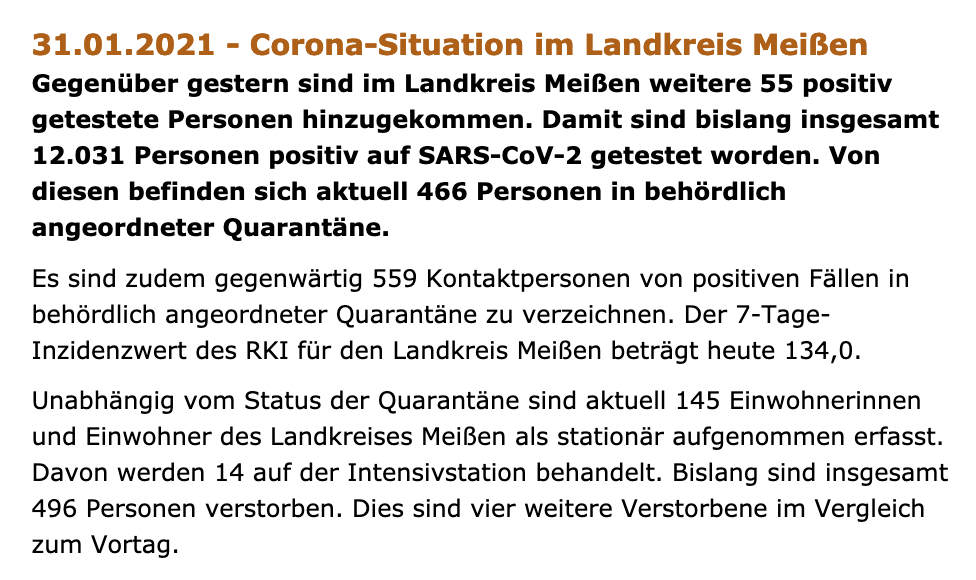 31.01.2021 - Corona-Situation im Landkreis Meißen
Gegenüber gestern sind im Landkreis Meißen weitere 55 positiv
getestete Personen hinzugekommen. Damit sind bislang insgesamt
12.031 Personen positiv auf SARS-CoV-2 getestet worden. Von
diesen befinden sich aktuell 466 Personen in behördlich
angeordneter Quarantäne.
Es sind zudem gegenwärtig 559 Kontaktpersonen von positiven Fällen in
behördlich angeordneter Quarantäne zu verzeichnen. Der 7-Tage-
Inzidenzwert des RKI für den Landkreis Meißen beträgt heute 134,0.
Unabhängig vom Status der Quarantäne sind aktuell 145 Einwohnerinnen
und Einwohner des Landkreises Meißen als stationär aufgenommen erfasst.
Davon werden 14 auf der Intensivstation behandelt. Bislang sind insgesamt
496 Personen verstorben. Dies sind vier weitere Verstorbene im Vergleich
zum Vortag.